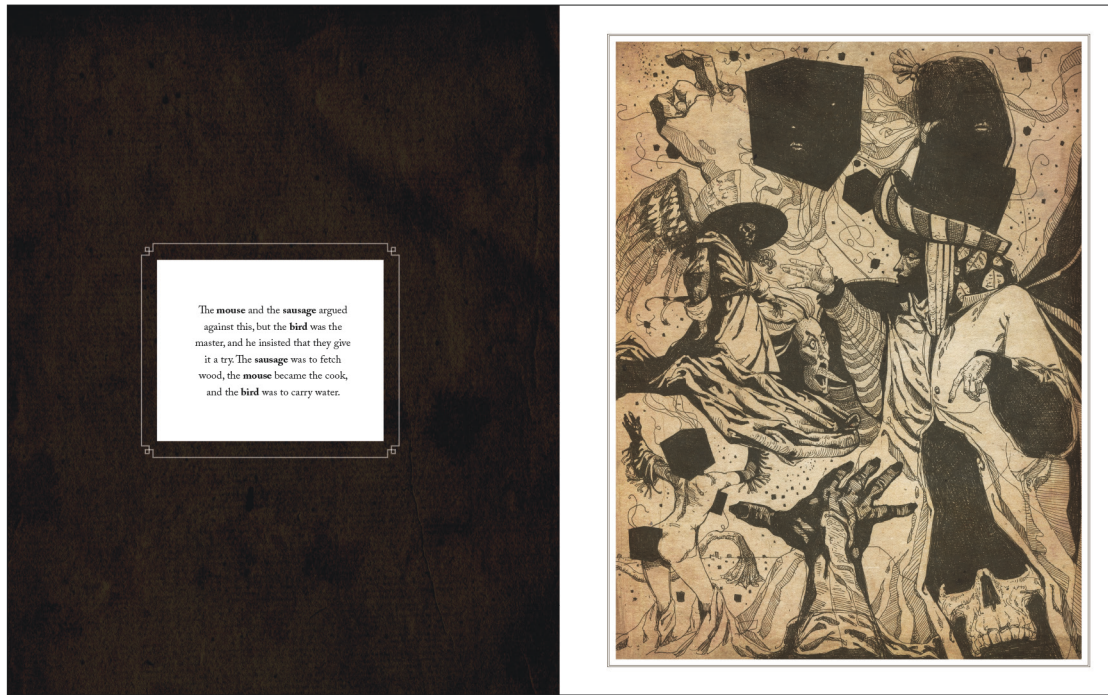 The mouse and the sausage argued
against this, but the bird was the
master, and he insisted that they give
it a try. The sausage was to fetch
wood, the mouse became the cook,
and the bird was to carry water.